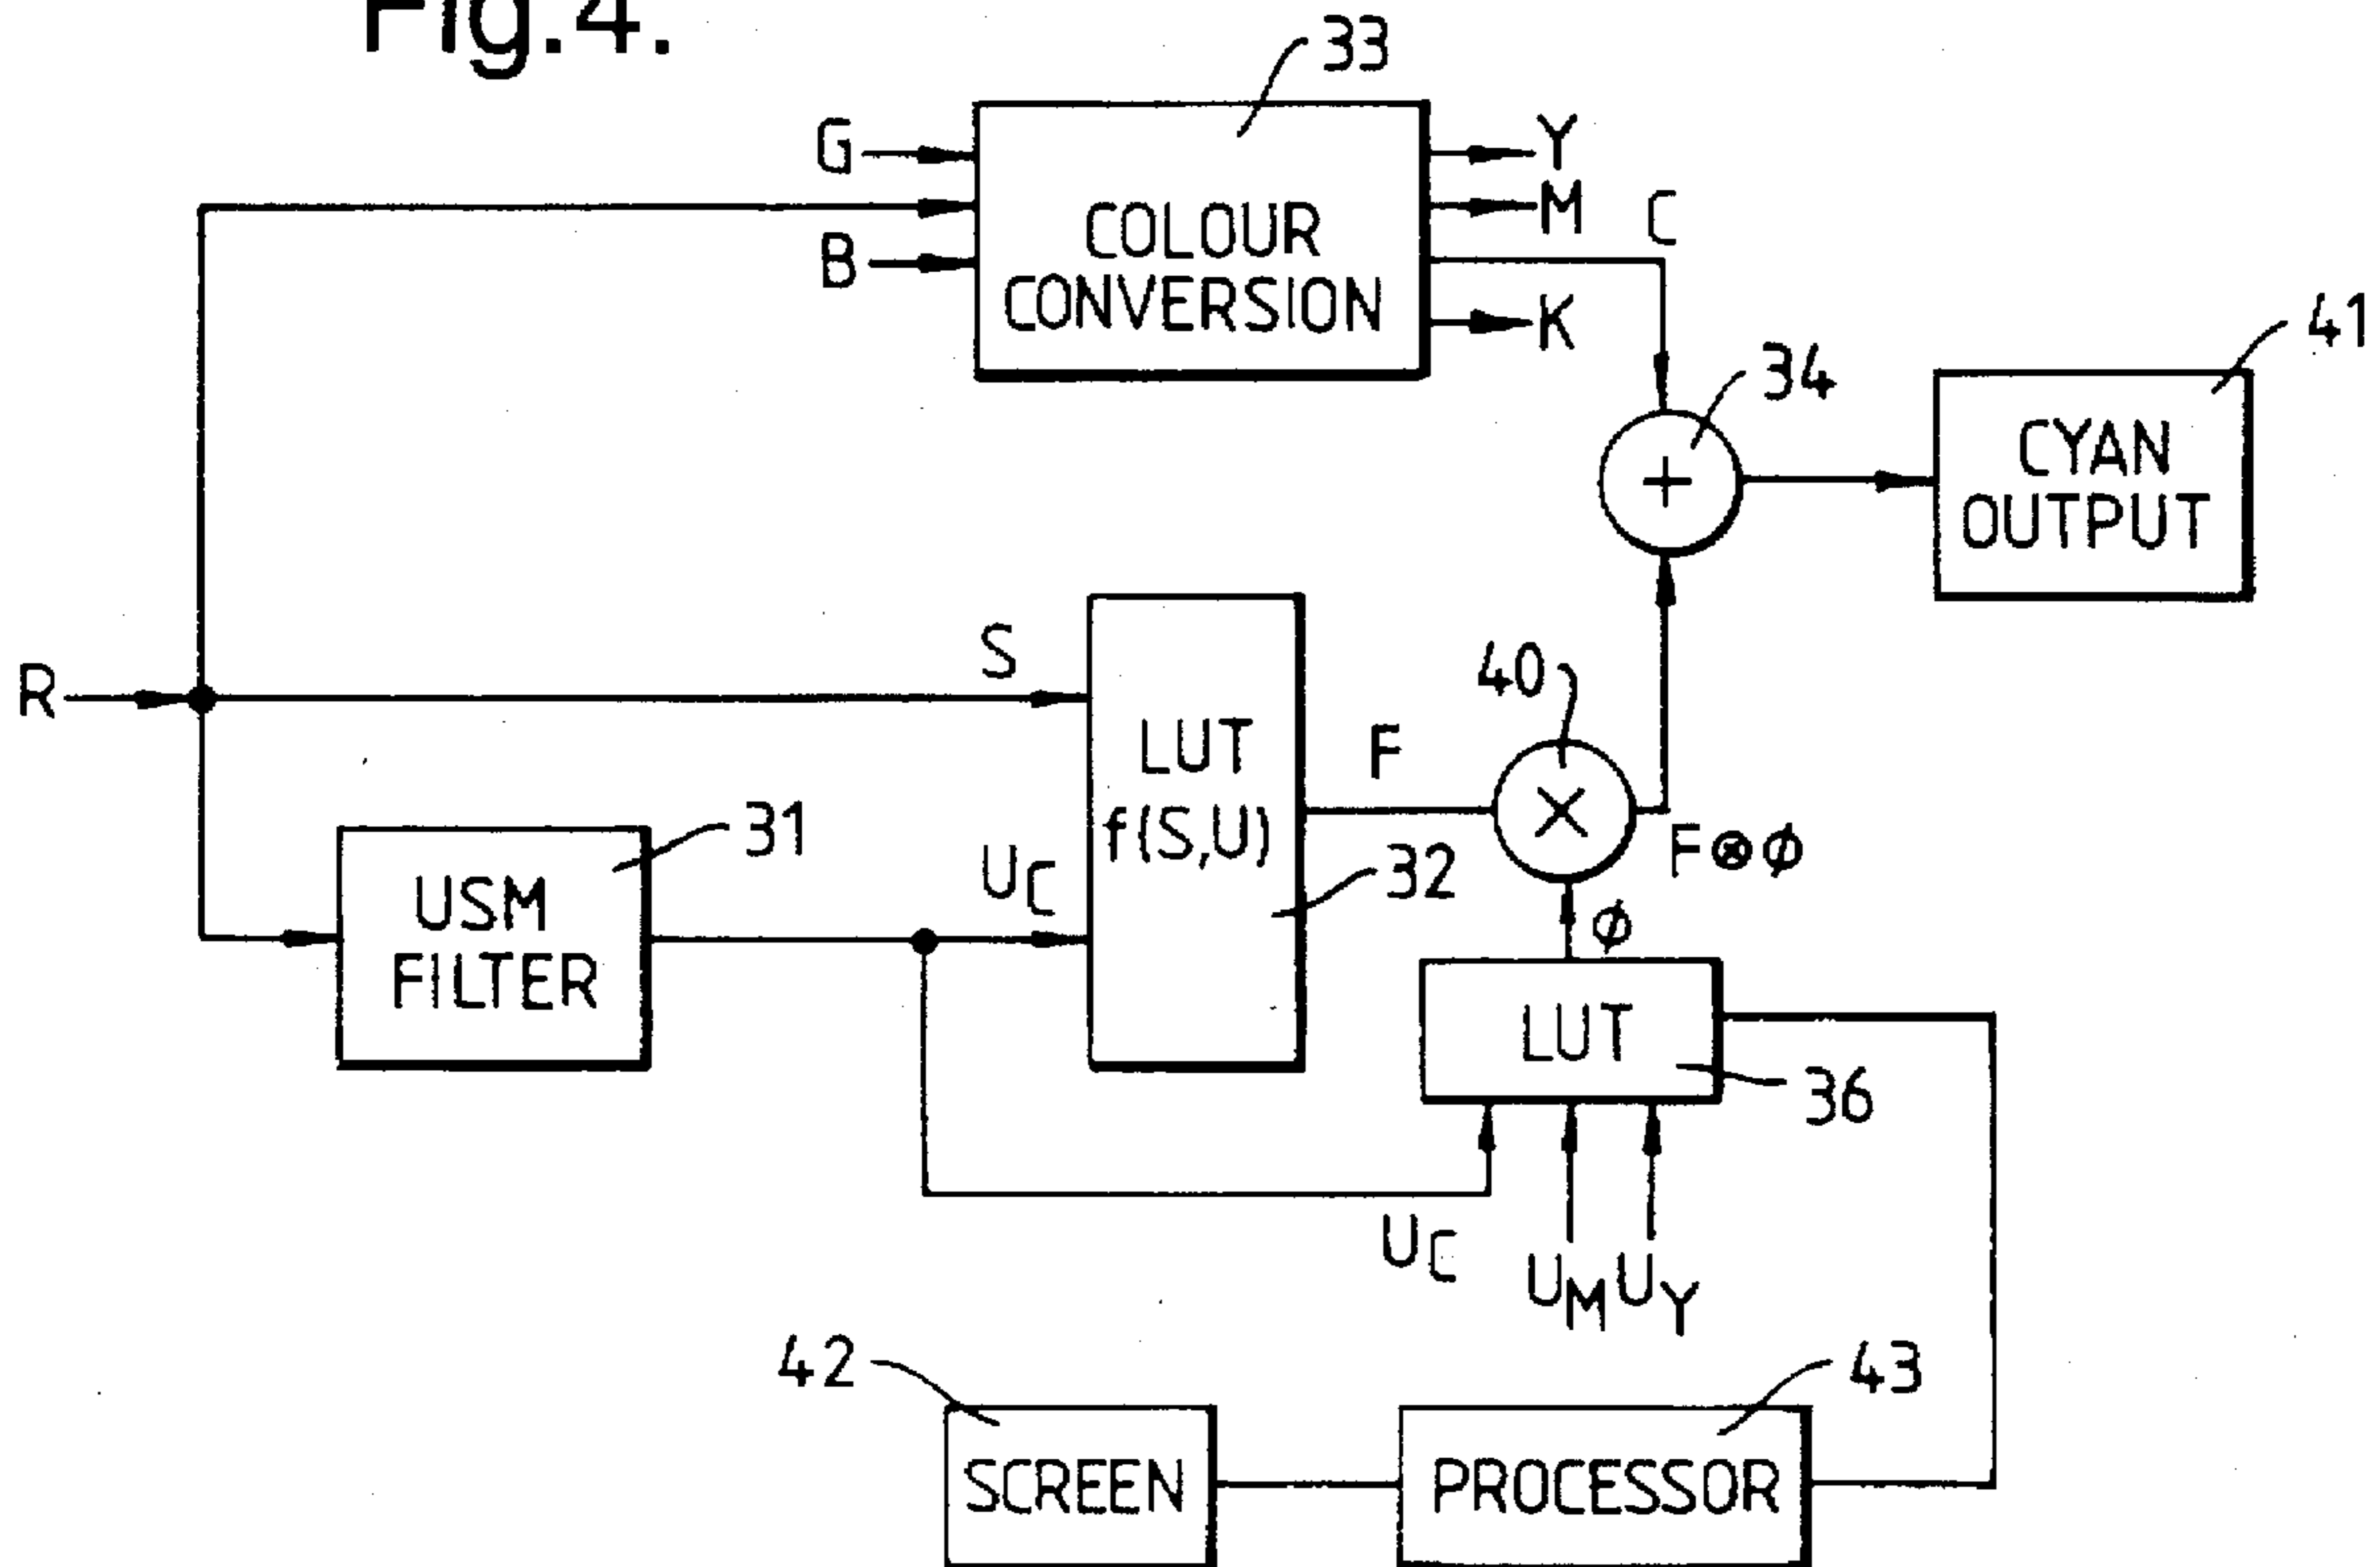 Fig.4.
33
G
B
COLOUR
CONVERSION
Y
M
C
K
34
+
41
CYAN
OUTPUT
R
S
LUT
f(S,U)
32
F
40
×
F⊗ϕ
31
USM
FILTER
UC
ϕ
LUT
36
UC
UM UY
42
SCREEN
43
PROCESSOR